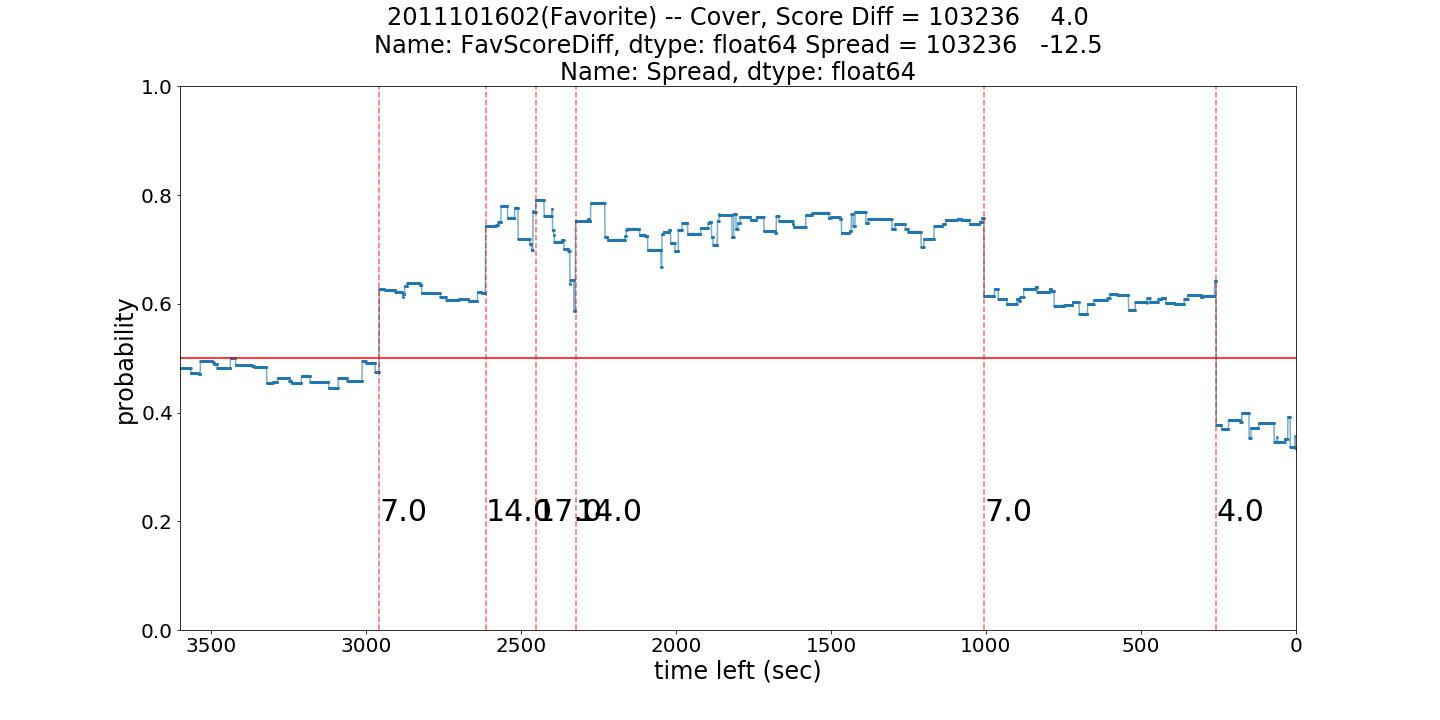 2011101602(Favorite) -- Cover, Score Diff = 103236    4.0
Name: FavScoreDiff, dtype: float64 Spread = 103236   -12.5
Name: Spread, dtype: float64
1.0
0.8
0.6
0.4
0.2
0.0
probability
7.0
14.0
17.0
14.0
7.0
4.0
3500 3000 2500 2000 1500 1000 500 0
time left (sec)